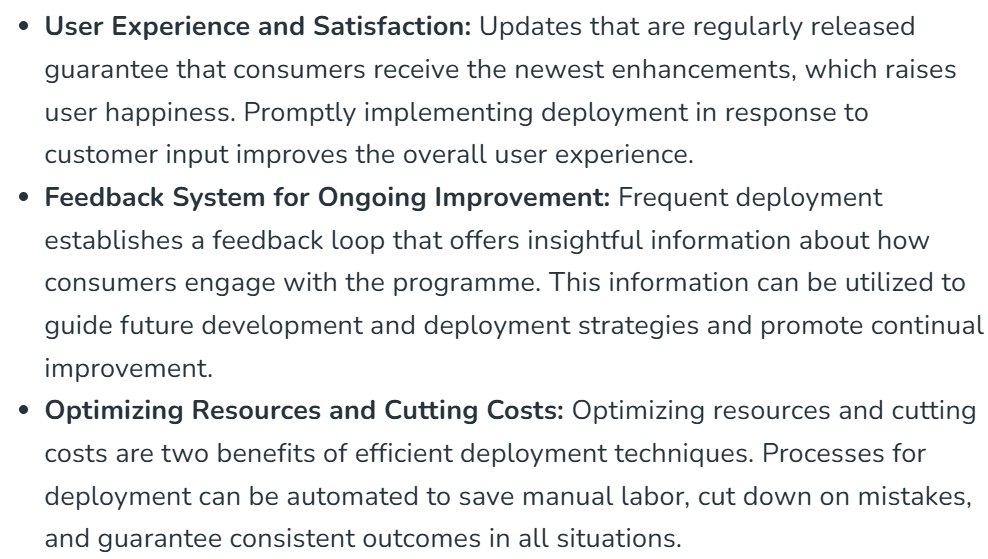 • User Experience and Satisfaction: Updates that are regularly released
guarantee that consumers receive the newest enhancements, which raises
user happiness. Promptly implementing deployment in response to
customer input improves the overall user experience.
• Feedback System for Ongoing Improvement: Frequent deployment
establishes a feedback loop that offers insightful information about how
consumers engage with the programme. This information can be utilized to
guide future development and deployment strategies and promote continual
improvement.
• Optimizing Resources and Cutting Costs: Optimizing resources and cutting
costs are two benefits of efficient deployment techniques. Processes for
deployment can be automated to save manual labor, cut down on mistakes,
and guarantee consistent outcomes in all situations.